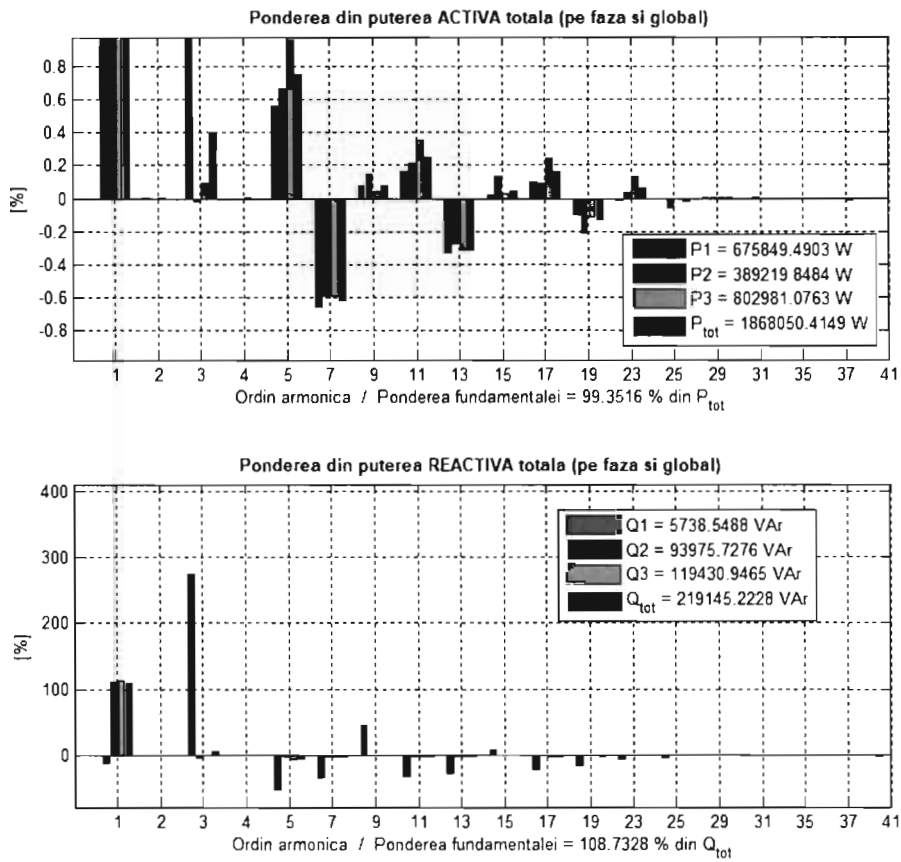 Ponderea din puterea ACTIVA totala (pe faza si global)
[%]
0.8
0.6
0.4
0.2
0
-0.2
-0.4
-0.6
-0.8
P1 = 675849.4903 W
P2 = 389219.8484 W
P3 = 802981.0763 W
P_tot = 1868050.4149 W
1 2 3 4 5 7 9 11 13 15 17 19 23 25 29 31 35 37 41
Ordin armonica / Ponderea fundamentalei = 99.3516 % din P_tot
Ponderea din puterea REACTIVA totala (pe faza si global)
[%]
400
300
200
100
0
Q1 = 5738.5488 VAr
Q2 = 93975.7276 VAr
Q3 = 119430.9465 VAr
Q_tot = 219145.2228 VAr
1 2 3 4 5 7 9 11 13 15 17 19 23 25 29 31 35 37 41
Ordin armonica / Ponderea fundamentalei = 108.7328 % din Q_tot